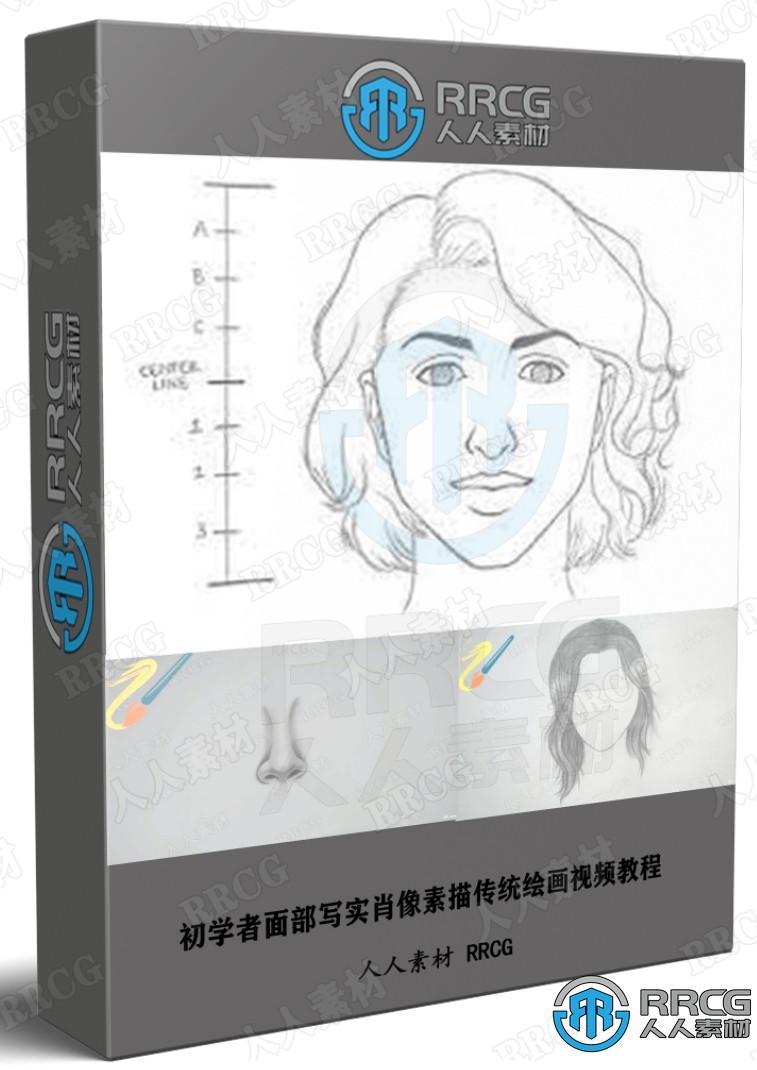 RRCG
人人素材
A
B
C
CENTER
LINE
1
2
3
RRCG
人人素材
初学者面部写实肖像素描传统绘画视频教程
人人素材 RRCG
RRCG
人人素材